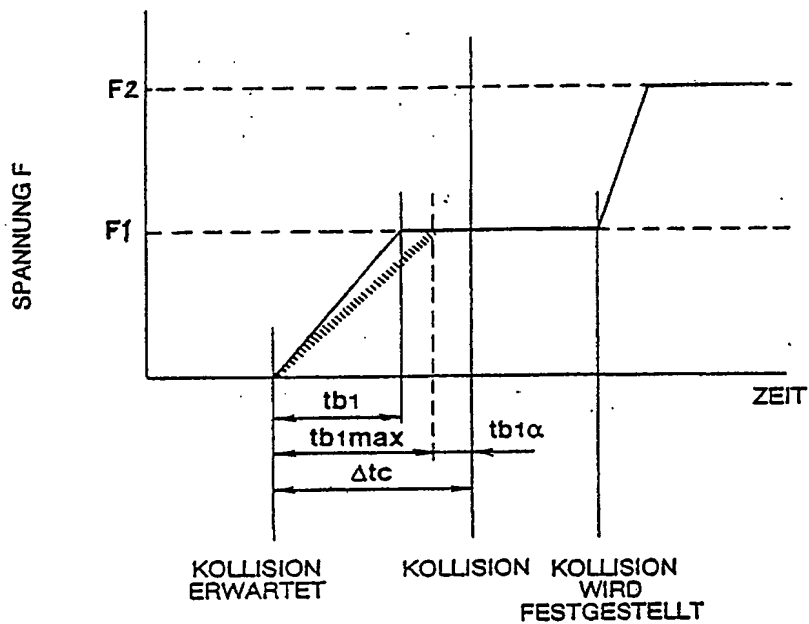 F2
F1
SPANNUNG F
ZEIT
tb1
tb1max
tb1α
Δtc
KOLLISION
ERWARTET
KOLLISION
KOLLISION
WIRD
FESTGESTELLT